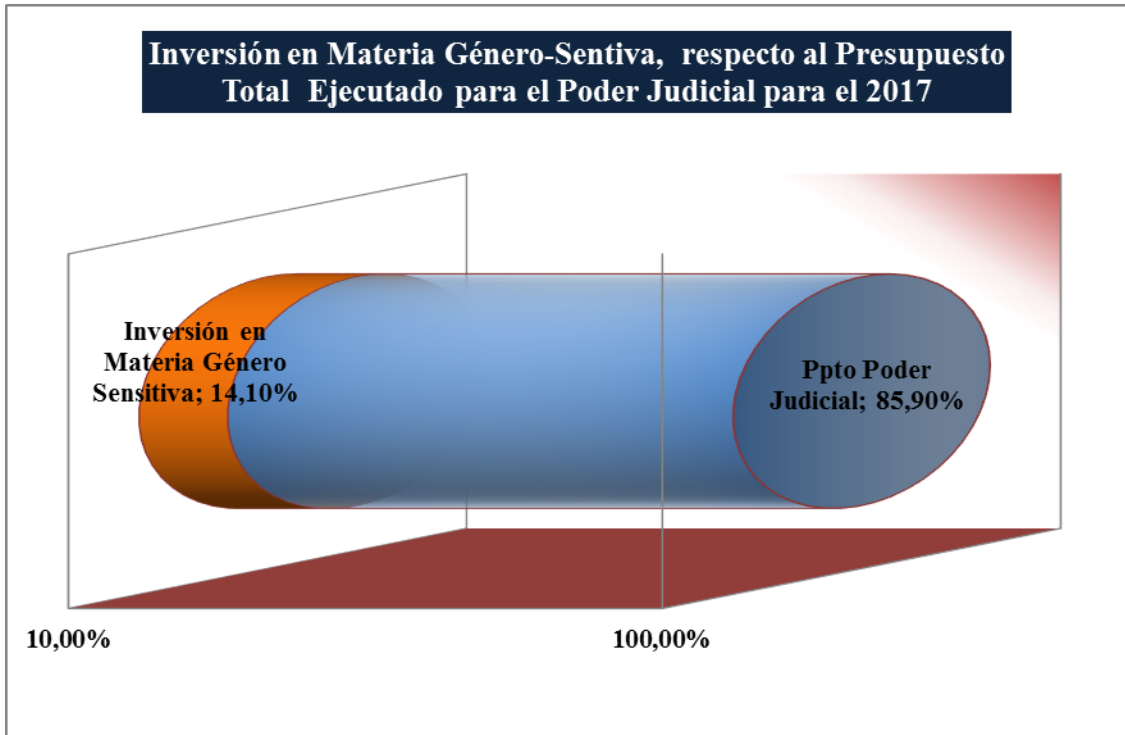 Inversión en Materia Género-Sentiva, respecto al Presupuesto
Total Ejecutado para el Poder Judicial para el 2017
Inversión en
Materia Género
Sensitiva; 14,10%
Ppto Poder
Judicial; 85,90%
10,00%
100,00%